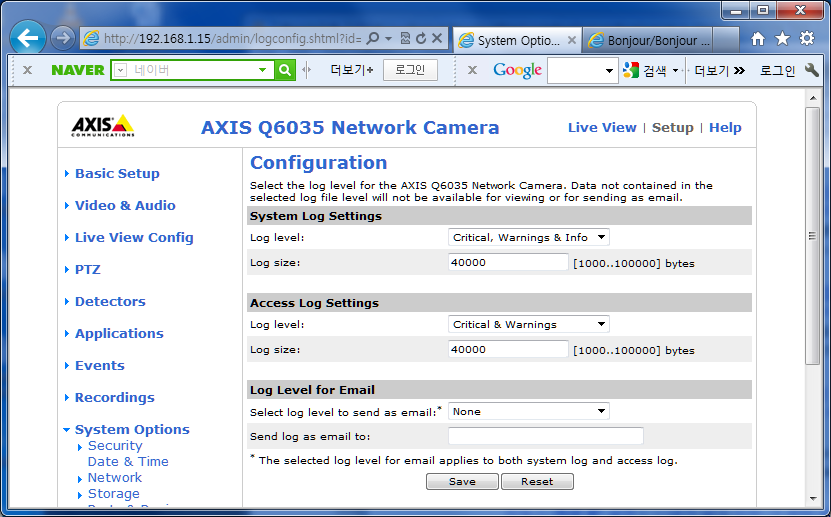 http://192.168.1.15/admin/logconfig.shtml?id=
System Optio...
Bonjour/Bonjour ...
NAVER 네이버 더보기+ 로그인
Google 검색 더보기 로그인
AXIS
COMMUNICATIONS
AXIS Q6035 Network Camera
Live View | Setup | Help
Basic Setup
Video & Audio
Live View Config
PTZ
Detectors
Applications
Events
Recordings
System Options
Security
Date & Time
Network
Storage
Configuration
Select the log level for the AXIS Q6035 Network Camera. Data not contained in the
selected log file level will not be available for viewing or for sending as email.
System Log Settings
Log level: Critical, Warnings & Info
Log size: 40000 [1000..100000] bytes
Access Log Settings
Log level: Critical & Warnings
Log size: 40000 [1000..100000] bytes
Log Level for Email
Select log level to send as email:* None
Send log as email to:
* The selected log level for email applies to both system log and access log.
Save Reset